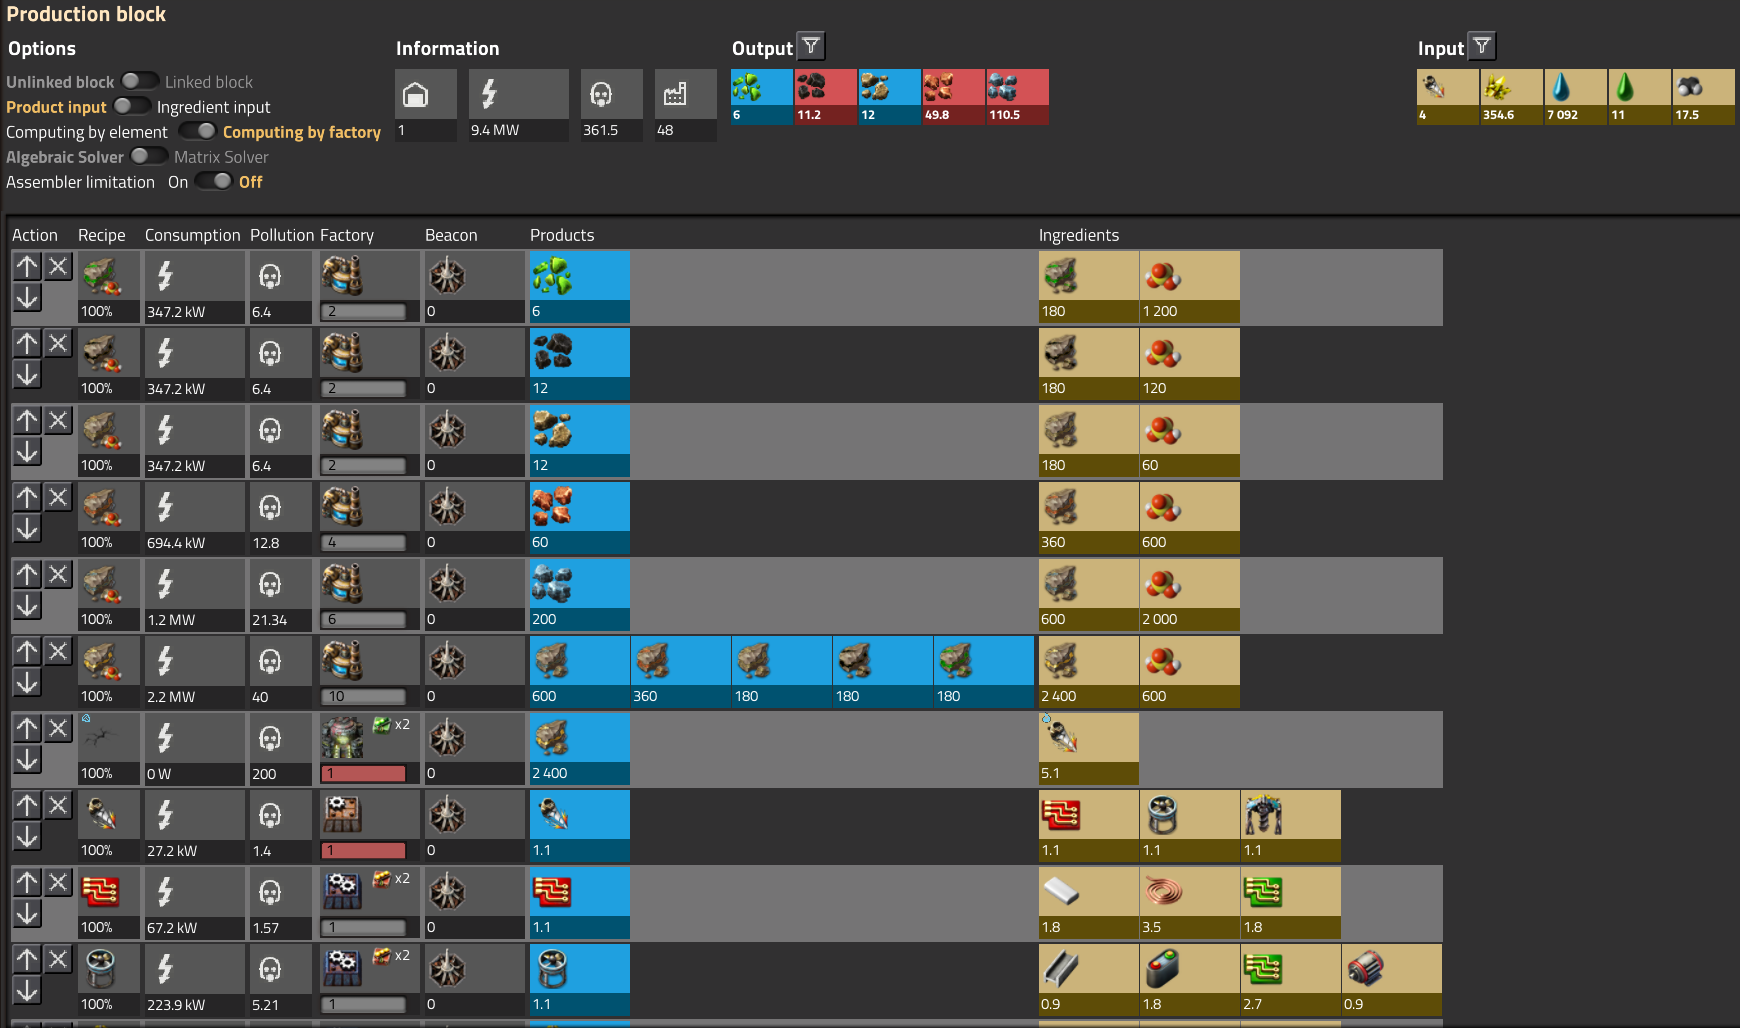 Production block
Options
Unlinked block Linked block
Product input Ingredient input
Computing by element Computing by factory
Algebraic Solver Matrix Solver
Assembler limitation On Off
Information
1 9.4 MW 361.5 48
Output
6 11.2 12 49.8 110.5
Input
4 354.6 7 092 11 17.5
Action Recipe Consumption Pollution Factory Beacon Products Ingredients
100% 347.2 kW 6.4 2 0 6 180 1 200
100% 347.2 kW 6.4 2 0 12 180 120
100% 347.2 kW 6.4 2 0 12 180 60
100% 694.4 kW 12.8 4 0 60 360 600
100% 1.2 MW 21.34 6 0 200 600 2 000
100% 2.2 MW 40 10 0 600 360 180 180 180 2 400 600
x2
100% 0 W 200 1 0 2 400 5.1
100% 27.2 kW 1.4 1 0 1.1 1.1 1.1 1.1
x2
100% 67.2 kW 1.57 1 0 1.1 1.8 3.5 1.8
x2
100% 223.9 kW 5.21 1 0 1.1 0.9 1.8 2.7 0.9